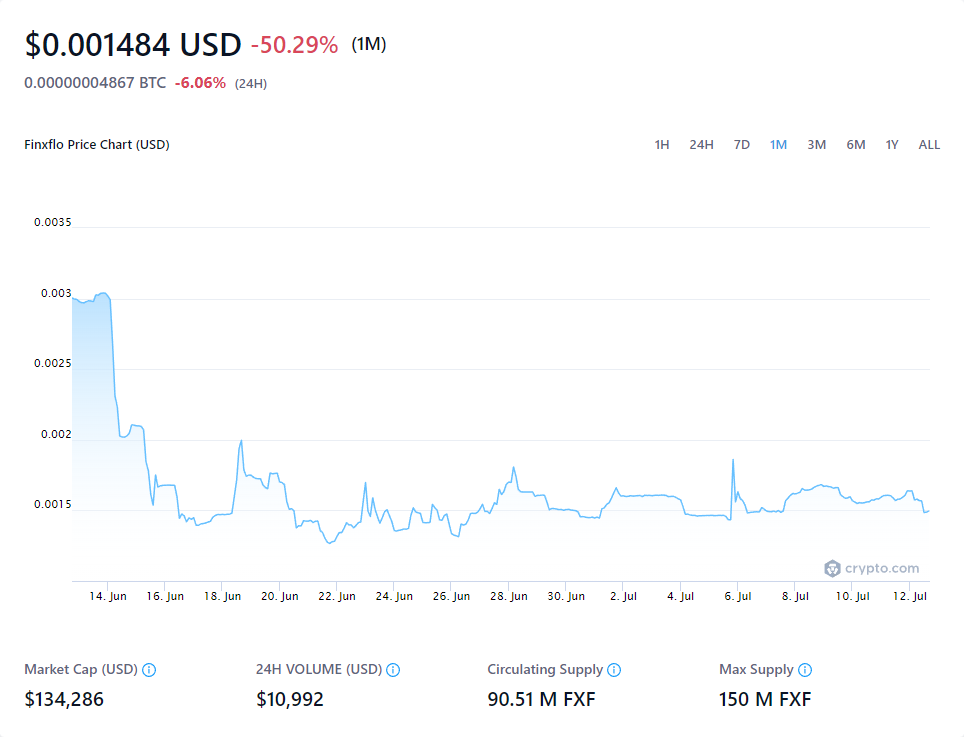 $0.001484 USD -50.29% (1M)
0.00000004867 BTC -6.06% (24H)
Finxflo Price Chart (USD) 1H 24H 7D 1M 3M 6M 1Y ALL
0.0035
0.003
0.0025
0.002
0.0015
crypto.com
14. Jun 16. Jun 18. Jun 20. Jun 22. Jun 24. Jun 26. Jun 28. Jun 30. Jun 2. Jul 4. Jul 6. Jul 8. Jul 10. Jul 12. Jul
Market Cap (USD) 24H VOLUME (USD) Circulating Supply Max Supply
$134,286 $10,992 90.51 M FXF 150 M FXF